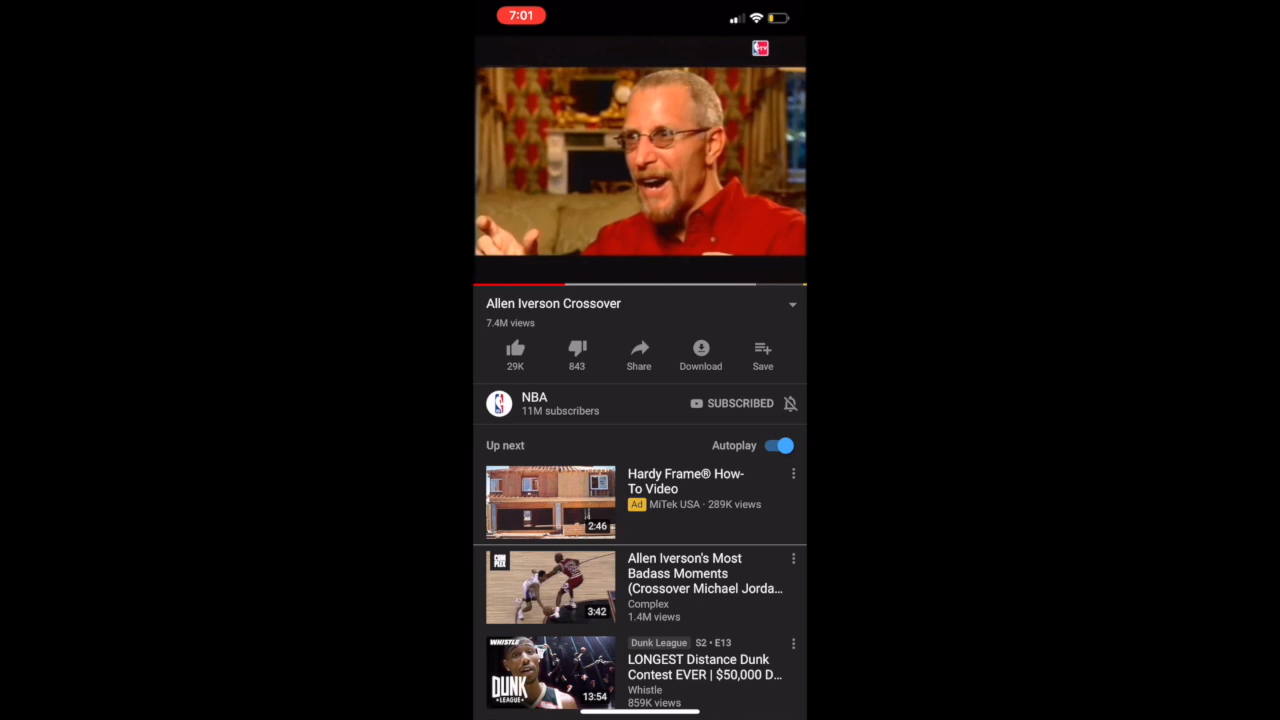 7:01
Allen Iverson Crossover
7.4M views
29K
843
Share
Download
Save
NBA
11M subscribers
SUBSCRIBED
Up next
Autoplay
Hardy Frame® How-
To Video
Ad MiTek USA · 289K views
2:46
COM
PLEX
Allen Iverson's Most
Badass Moments
(Crossover Michael Jorda...
Complex
1.4M views
3:42
WHISTLE
DUNK
LEAGUE
13:54
Dunk League S2 • E13
LONGEST Distance Dunk
Contest EVER | $50,000 D...
Whistle
859K views